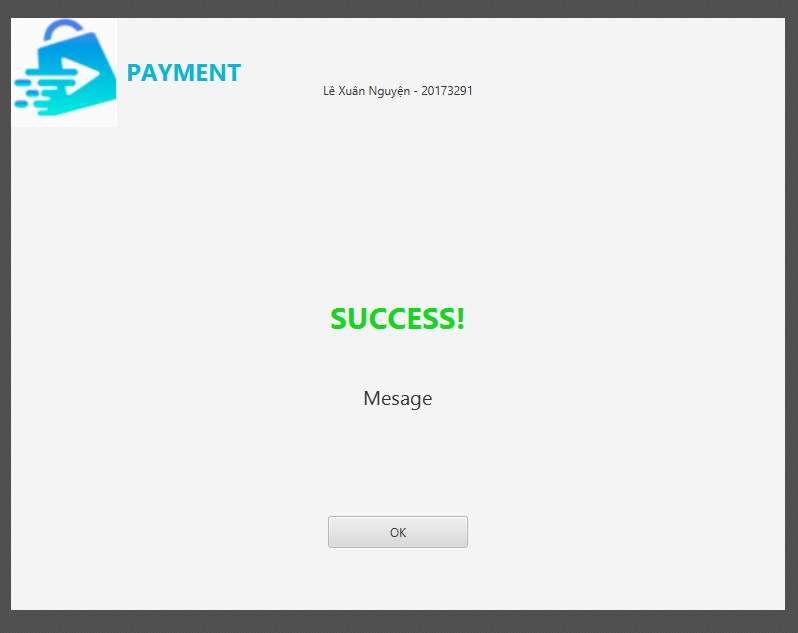 PAYMENT
Lê Xuân Nguyện - 20173291
SUCCESS!
Mesage
OK